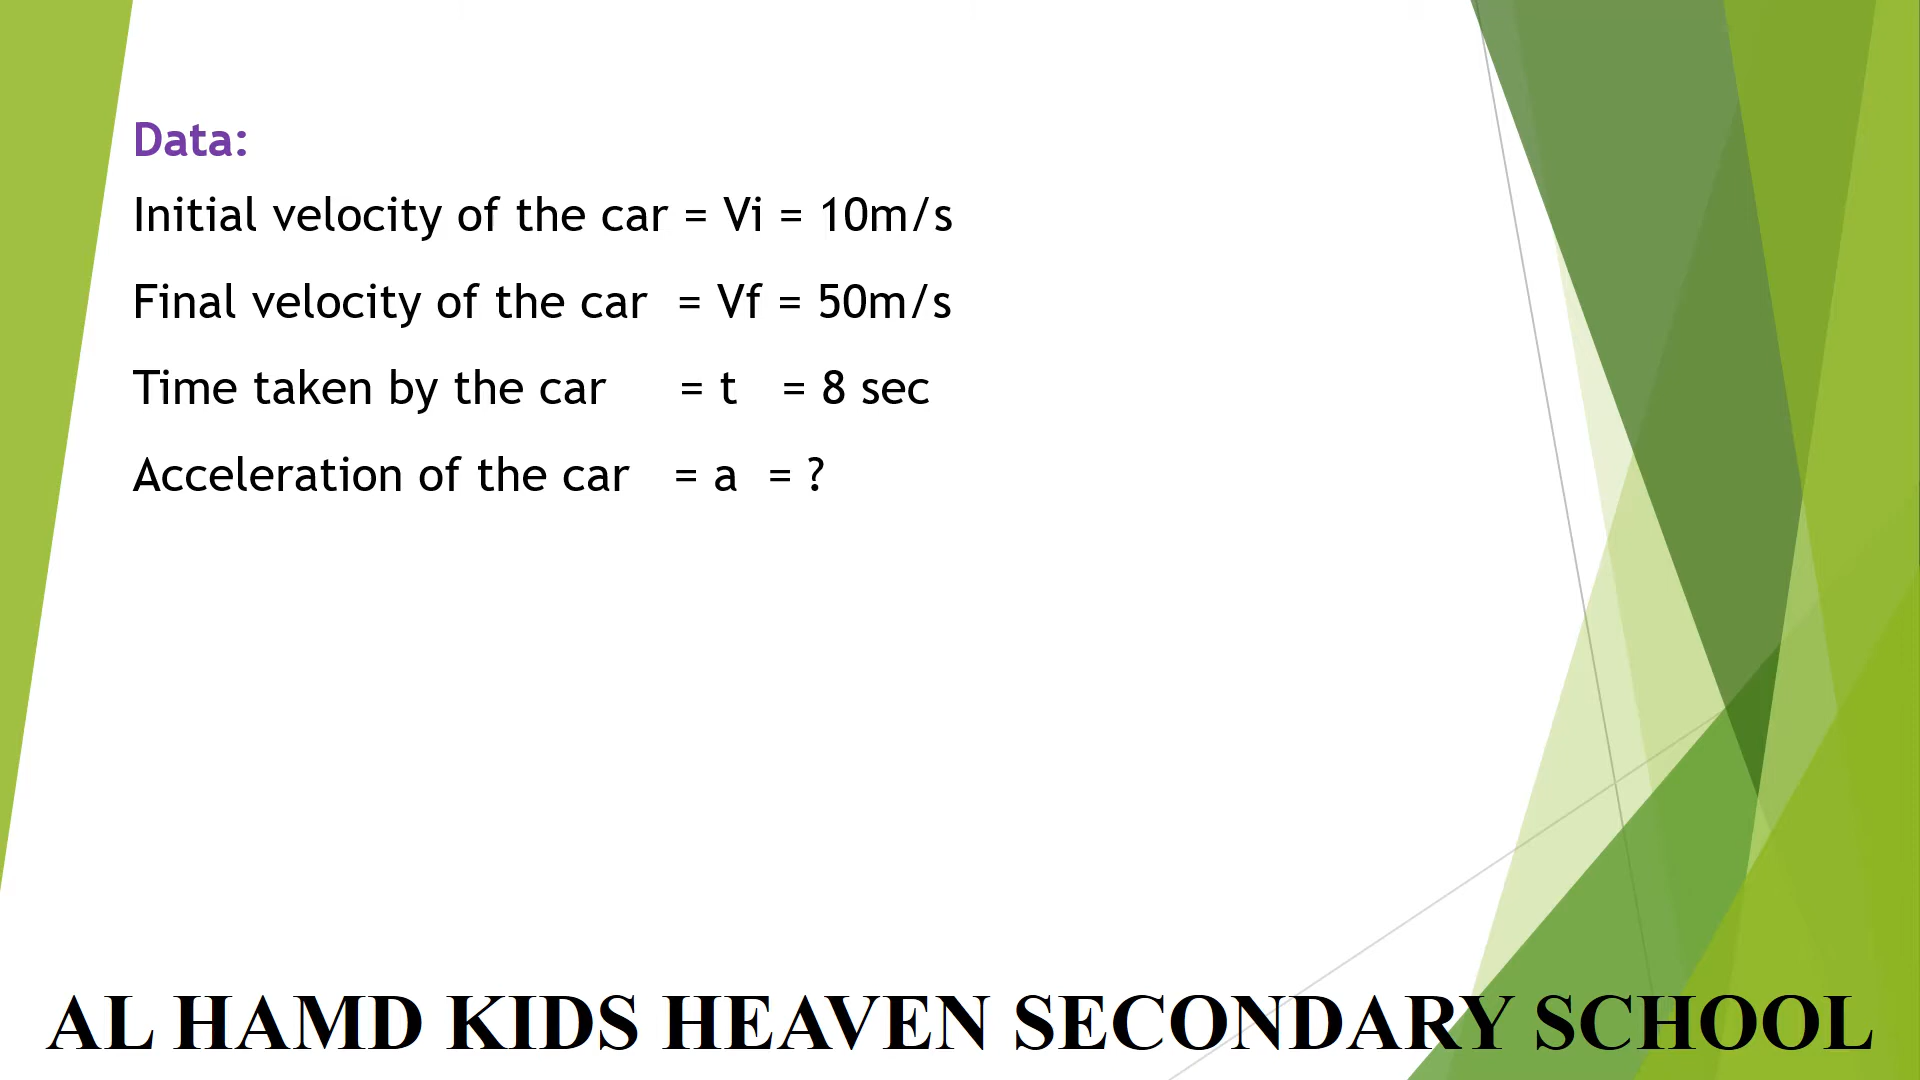 Data:
Initial velocity of the car = Vi = 10m/s
Final velocity of the car = Vf = 50m/s
Time taken by the car = t = 8 sec
Acceleration of the car = a = ?
AL HAMD KIDS HEAVEN SECONDARY SCHOOL